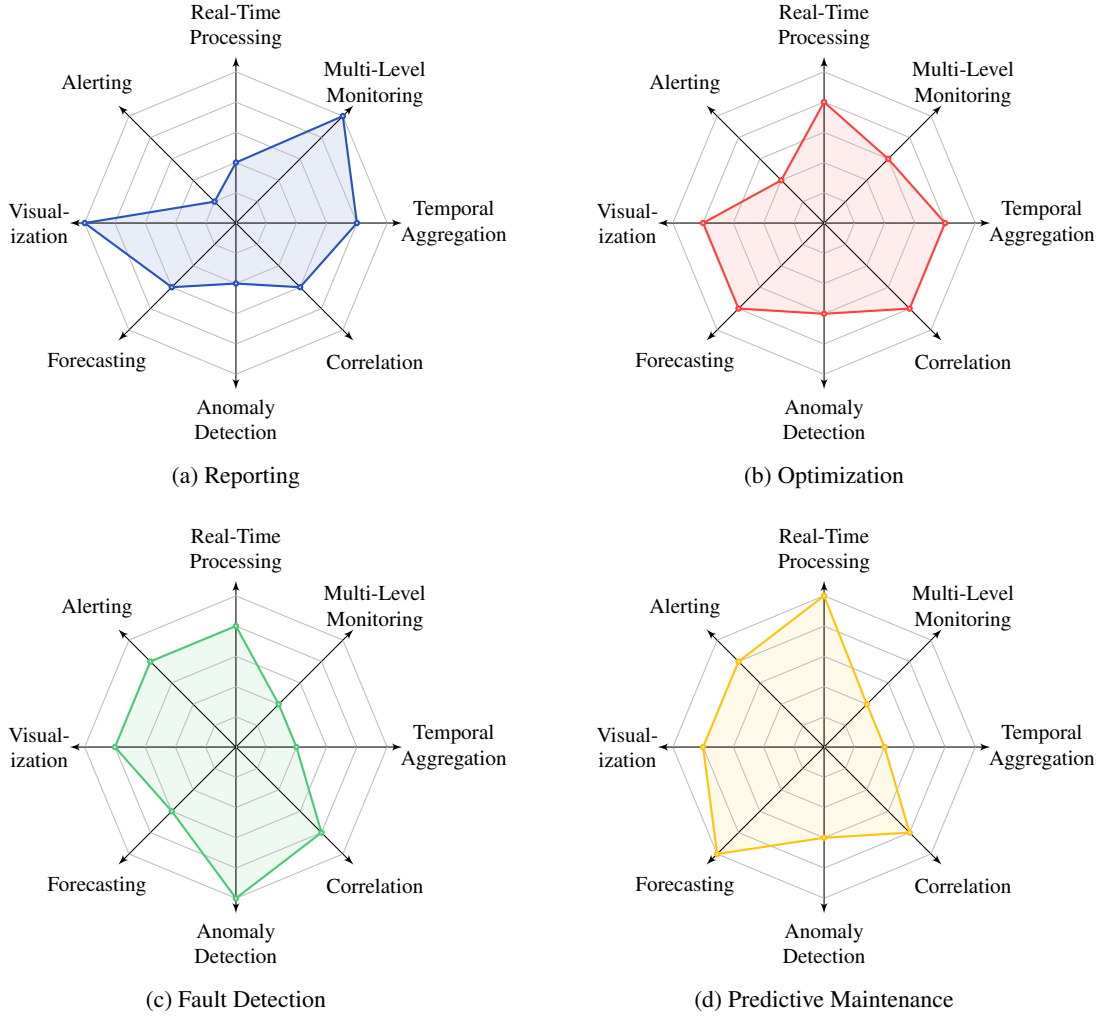 Real-Time
Processing
Multi-Level
Monitoring
Alerting
Visual-
ization
Temporal
Aggregation
Forecasting
Correlation
Anomaly
Detection
(a) Reporting
Real-Time
Processing
Multi-Level
Monitoring
Alerting
Visual-
ization
Temporal
Aggregation
Forecasting
Correlation
Anomaly
Detection
(b) Optimization
Real-Time
Processing
Multi-Level
Monitoring
Alerting
Visual-
ization
Temporal
Aggregation
Forecasting
Correlation
Anomaly
Detection
(c) Fault Detection
Real-Time
Processing
Multi-Level
Monitoring
Alerting
Visual-
ization
Temporal
Aggregation
Forecasting
Correlation
Anomaly
Detection
(d) Predictive Maintenance